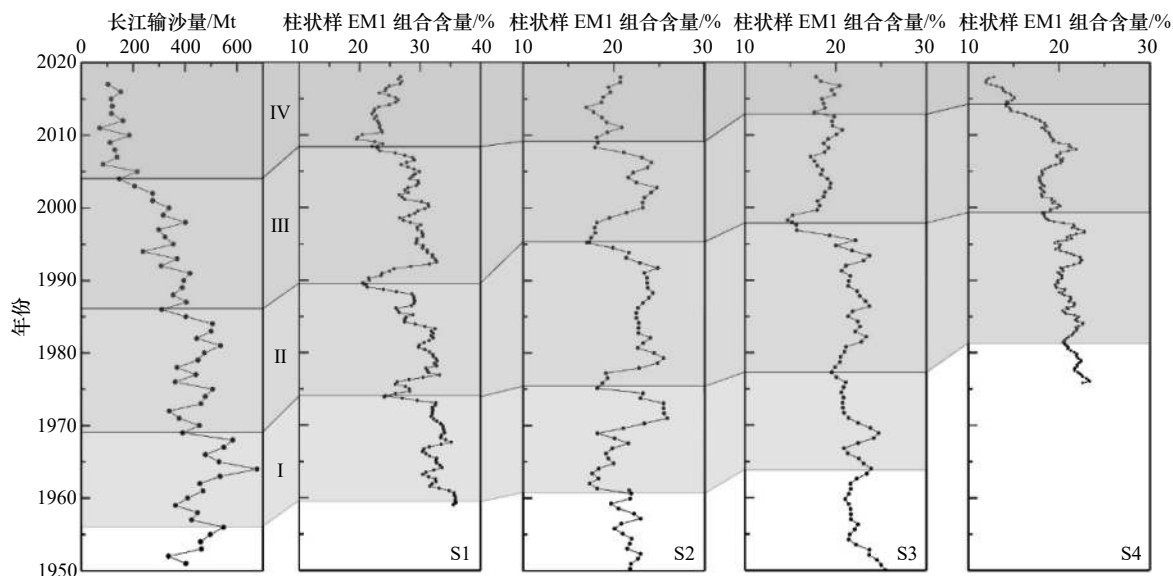 长江输沙量/Mt
柱状样 EM1 组合含量/%
柱状样 EM1 组合含量/%
柱状样 EM1 组合含量/%
柱状样 EM1 组合含量/%
0 200 400 600
10 20 30 40
10 20 30
10 20 30
10 20 30
2020
2010
2000
1990
1980
1970
1960
1950
年份
IV
III
II
I
S1
S2
S3
S4